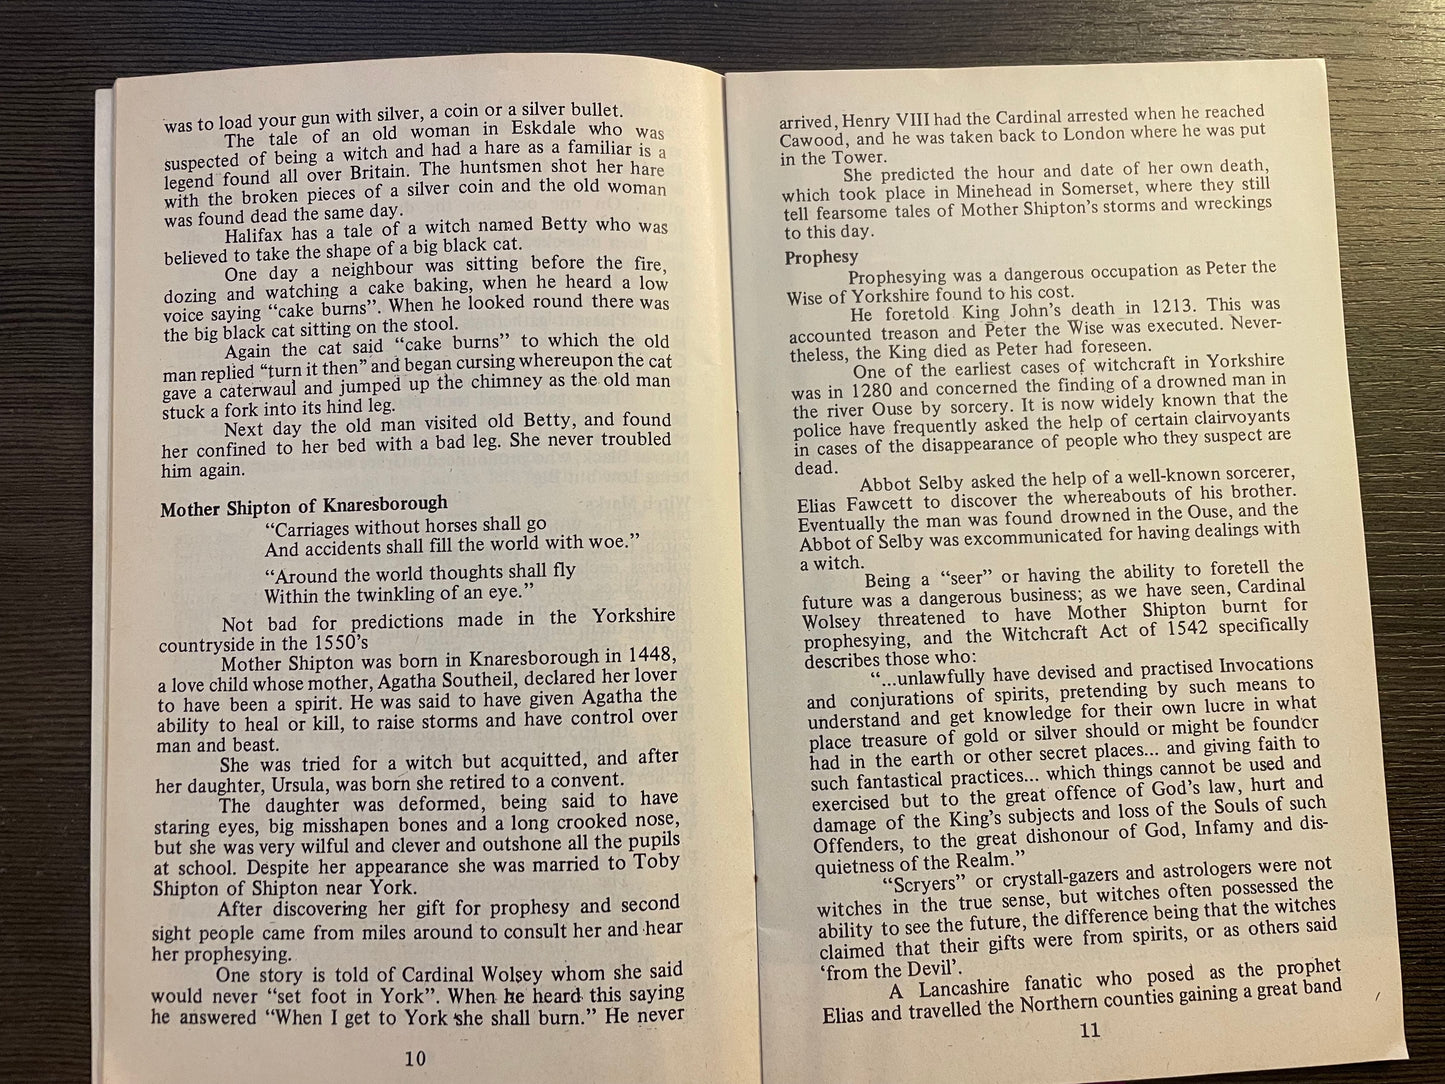 was to load your gun with silver, a coin or a silver bullet.
The tale of an old woman in Eskdale who was
suspected of being a witch and had a hare as a familiar is a
legend found all over Britain. The huntsmen shot her hare
with the broken pieces of a silver coin and the old woman
was found dead the same day.
Halifax has a tale of a witch named Betty who was
believed to take the shape of a big black cat.
One day a neighbour was sitting before the fire,
dozing and watching a cake baking, when he heard a low
voice saying “cake burns”. When he looked round there was
the big black cat sitting on the stool.
Again the cat said “cake burns” to which the old
man replied “turn it then” and began cursing whereupon the cat
gave a caterwaul and jumped up the chimney as the old man
stuck a fork into its hind leg.
Next day the old man visited old Betty, and found
her confined to her bed with a bad leg. She never troubled
him again.
Mother Shipton of Knaresborough
“Carriages without horses shall go
And accidents shall fill the world with woe.”
“Around the world thoughts shall fly
Within the twinkling of an eye.”
Not bad for predictions made in the Yorkshire
countryside in the 1550’s
Mother Shipton was born in Knaresborough in 1448,
a love child whose mother, Agatha Southeil, declared her lover
to have been a spirit. He was said to have given Agatha the
ability to heal or kill, to raise storms and have control over
man and beast.
She was tried for a witch but acquitted, and after
her daughter, Ursula, was born she retired to a convent.
The daughter was deformed, being said to have
staring eyes, big misshapen bones and a long crooked nose,
but she was very wilful and clever and outshone all the pupils
at school. Despite her appearance she was married to Toby
Shipton of Shipton near York.
After discovering her gift for prophesy and second
sight people came from miles around to consult her and hear
her prophesying.
One story is told of Cardinal Wolsey whom she said
would never “set foot in York”. When he heard this saying
he answered “When I get to York she shall burn.” He never
10
arrived, Henry VIII had the Cardinal arrested when he reached
Cawood, and he was taken back to London where he was put
in the Tower.
She predicted the hour and date of her own death,
which took place in Minehead in Somerset, where they still
tell fearsome tales of Mother Shipton’s storms and wreckings
to this day.
Prophesy
Prophesying was a dangerous occupation as Peter the
Wise of Yorkshire found to his cost.
He foretold King John’s death in 1213. This was
accounted treason and Peter the Wise was executed. Never-
theless, the King died as Peter had foreseen.
One of the earliest cases of witchcraft in Yorkshire
was in 1280 and concerned the finding of a drowned man in
the river Ouse by sorcery. It is now widely known that the
police have frequently asked the help of certain clairvoyants
in cases of the disappearance of people who they suspect are
dead.
Abbot Selby asked the help of a well-known sorcerer,
Elias Fawcett to discover the whereabouts of his brother.
Eventually the man was found drowned in the Ouse, and the
Abbot of Selby was excommunicated for having dealings with
a witch.
Being a “seer” or having the ability to foretell the
future was a dangerous business; as we have seen, Cardinal
Wolsey threatened to have Mother Shipton burnt for
prophesying, and the Witchcraft Act of 1542 specifically
describes those who:
“...unlawfully have devised and practised Invocations
and conjurations of spirits, pretending by such means to
understand and get knowledge for their own lucre in what
place treasure of gold or silver should or might be founder
had in the earth or other secret places... and giving faith to
such fantastical practices... which things cannot be used and
exercised but to the great offence of God’s law, hurt and
damage of the King’s subjects and loss of the Souls of such
Offenders, to the great dishonour of God, Infamy and dis-
quietness of the Realm.”
“Scryers” or crystall-gazers and astrologers were not
witches in the true sense, but witches often possessed the
ability to see the future, the difference being that the witches
claimed that their gifts were from spirits, or as others said
‘from the Devil’.
A Lancashire fanatic who posed as the prophet
Elias and travelled the Northern counties gaining a great band
11